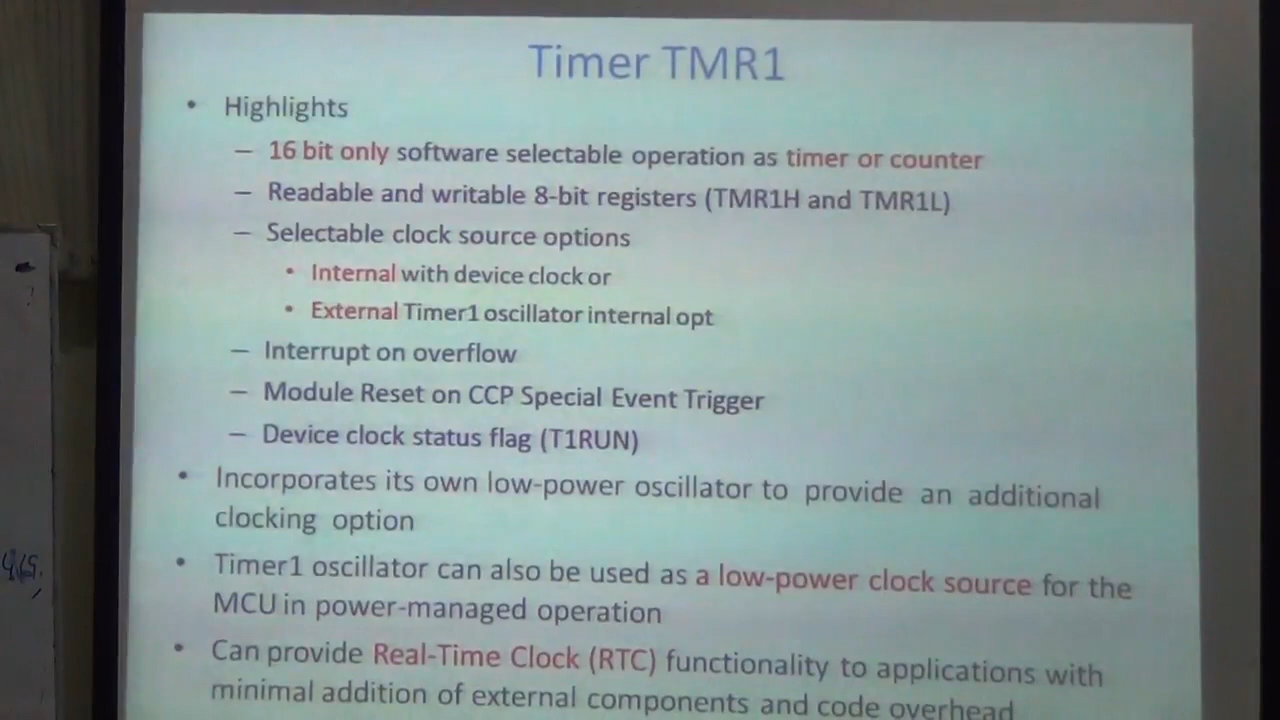 Timer TMR1
• Highlights
– 16 bit only software selectable operation as timer or counter
– Readable and writable 8-bit registers (TMR1H and TMR1L)
– Selectable clock source options
• Internal with device clock or
• External Timer1 oscillator internal opt
– Interrupt on overflow
– Module Reset on CCP Special Event Trigger
– Device clock status flag (T1RUN)
• Incorporates its own low-power oscillator to provide an additional
clocking option
• Timer1 oscillator can also be used as a low-power clock source for the
MCU in power-managed operation
• Can provide Real-Time Clock (RTC) functionality to applications with
minimal addition of external components and code overhead